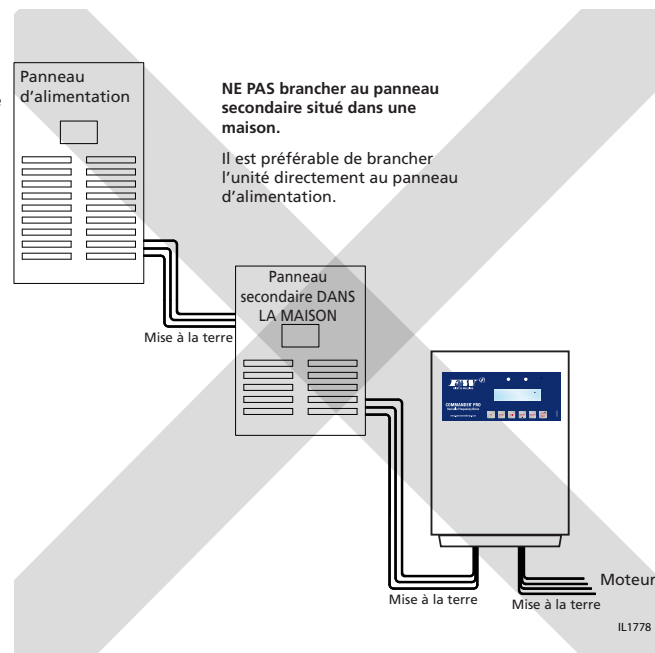 Panneau
d’alimentation
NE PAS brancher au panneau
secondaire situé dans une
maison.
Il est préférable de brancher
l’unité directement au panneau
d’alimentation.
Panneau
secondaire DANS
LA MAISON
Mise à la terre
COMMANDER PRO
Mise à la terre
Moteur
Mise à la terre
IL1778